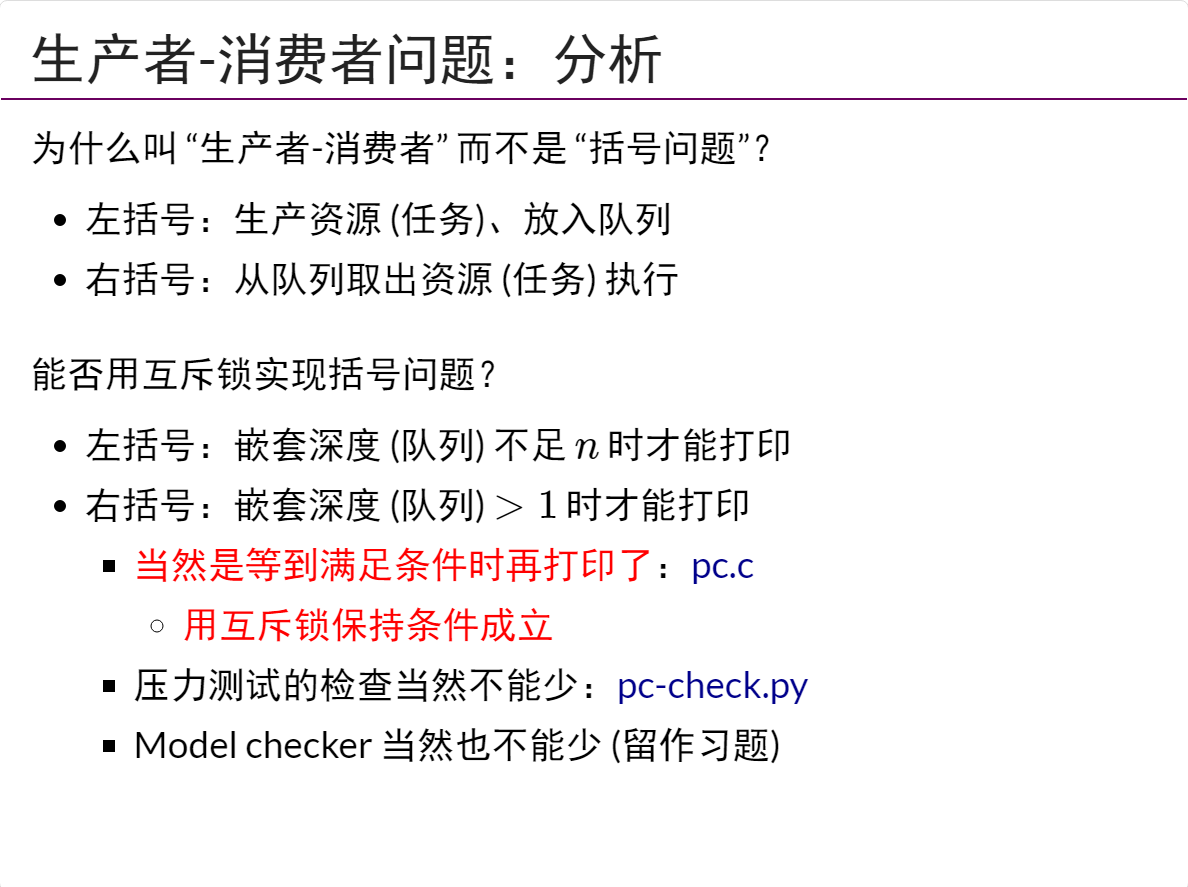 生产者-消费者问题：分析
为什么叫 “生产者-消费者” 而不是 “括号问题”？
左括号：生产资源 (任务)、放入队列
右括号：从队列取出资源 (任务) 执行
能否用互斥锁实现括号问题？
左括号：嵌套深度 (队列) 不足 n 时才能打印
右括号：嵌套深度 (队列) > 1 时才能打印
当然是等到满足条件时再打印了：pc.c
用互斥锁保持条件成立
压力测试的检查当然不能少：pc-check.py
Model checker 当然也不能少 (留作习题)